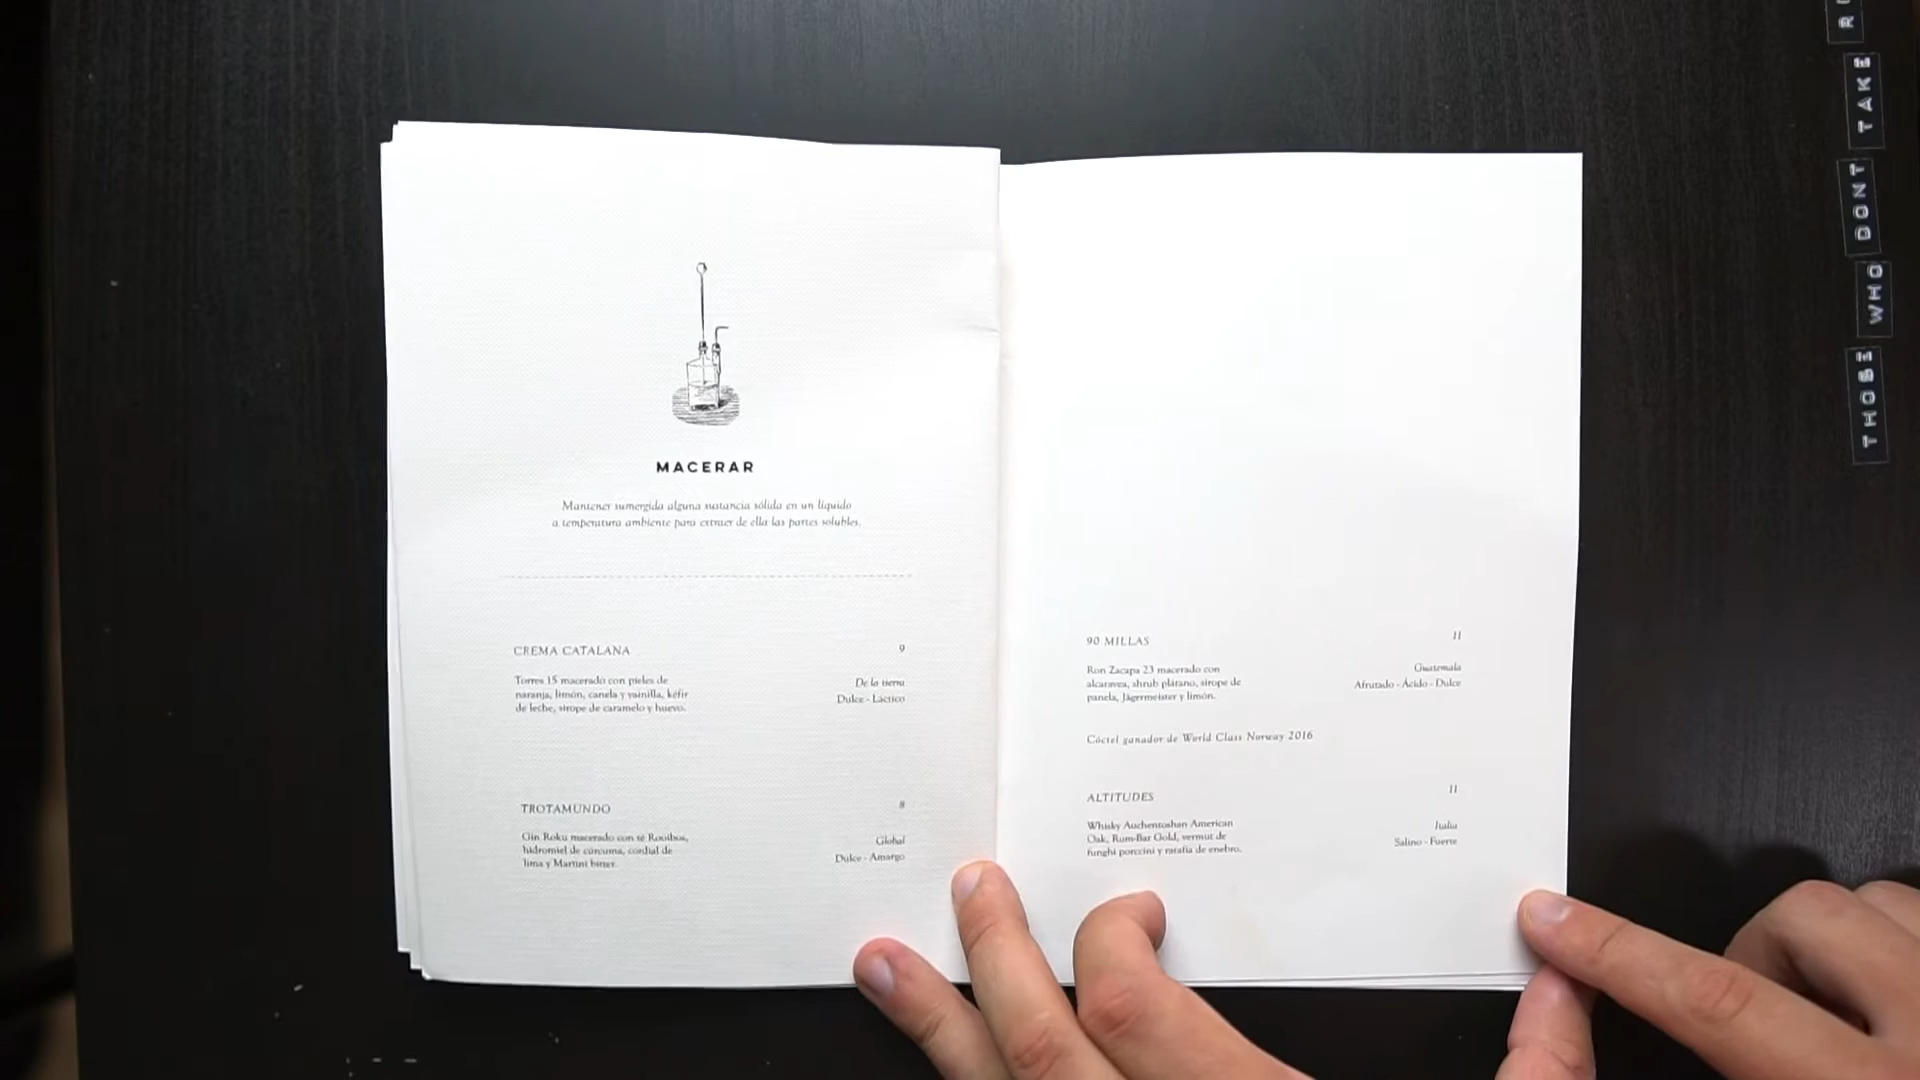 MACERAR
Mantener sumergida alguna sustancia sólida en un líquido
a temperatura ambiente para extraer de ella las partes solubles.
CREMA CATALANA 9
Torres 15 macerado con pieles de
naranja, limón, canela y vainilla, kéfir
de leche, sirope de caramelo y huevo.
De la tierra
Dulce - Láctico
TROTAMUNDO 8
Gin Roku macerado con té Rooibos,
hidromiel de cúrcuma, cordial de
lima y Martini bitter.
Global
Dulce - Amargo
90 MILLAS 11
Ron Zacapa 23 macerado con
alcaravea, shrub plátano, sirope de
panela, Jägermeister y limón.
Guatemala
Afrutado - Ácido - Dulce
Cóctel ganador de World Class Norway 2016
ALTITUDES 11
Whisky Auchentoshan American
Oak, Rum-Bar Gold, vermut de
funghi porccini y ratafia de enebro.
Italia
Salino - Fuerte
THOSE WHO DONT TAKE